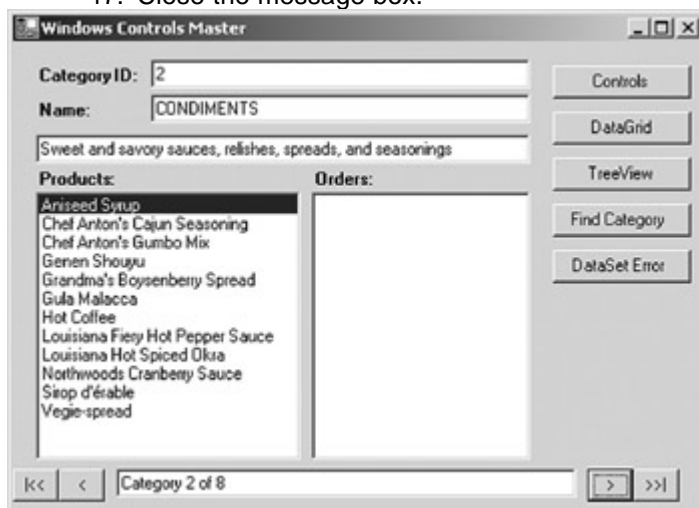 17. Close the message box.
Windows Controls Master
Category ID: 2
Name: CONDIMENTS
Sweet and savory sauces, relishes, spreads, and seasonings
Products:
Aniseed Syrup
Chef Anton's Cajun Seasoning
Chef Anton's Gumbo Mix
Genen Shouyu
Grandma's Boysenberry Spread
Gula Malacca
Hot Coffee
Louisiana Fiery Hot Pepper Sauce
Louisiana Hot Spiced Okra
Northwoods Cranberry Sauce
Sirop d'érable
Vegie-spread
Orders:
Controls
DataGrid
TreeView
Find Category
DataSet Error
|<<
<
Category 2 of 8
>
>>|